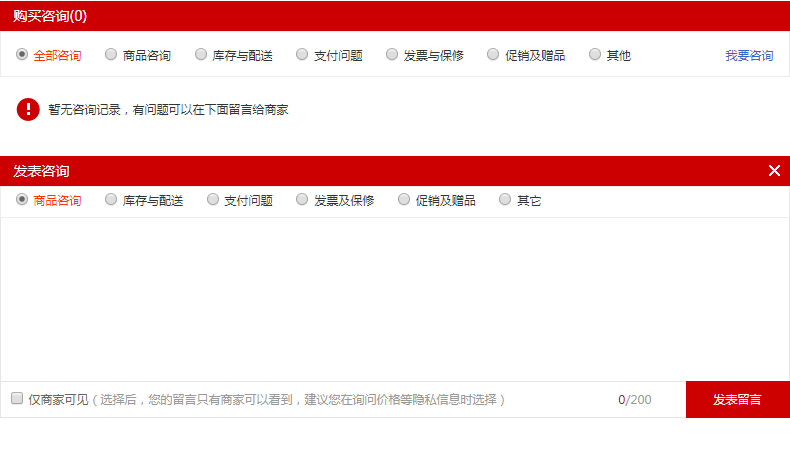 购买咨询(0)
全部咨询 商品咨询 库存与配送 支付问题 发票与保修 促销及赠品 其他 我要咨询
暂无咨询记录，有问题可以在下面留言给商家
发表咨询
商品咨询 库存与配送 支付问题 发票及保修 促销及赠品 其它
仅商家可见（选择后，您的留言只有商家可以看到，建议您在询问价格等隐私信息时选择） 0/200 发表留言